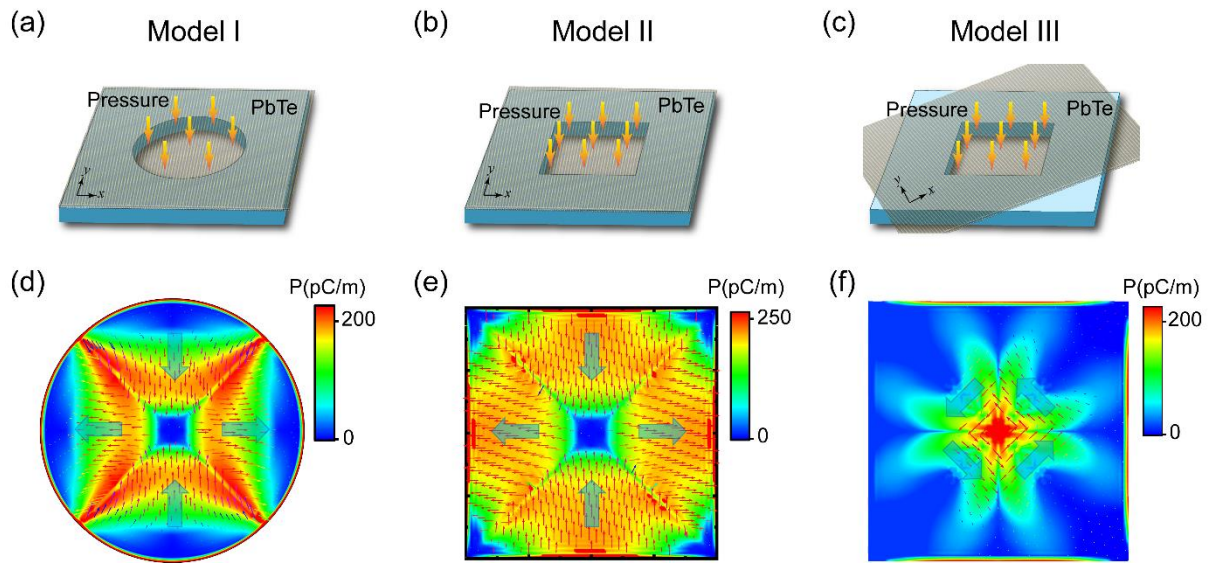 (a) Model I
(b) Model II
(c) Model III
Pressure PbTe
y
x
Pressure PbTe
y
x
Pressure PbTe
y
x
(d) P(pC/m)
200
0
(e) P(pC/m)
250
0
(f) P(pC/m)
200
0